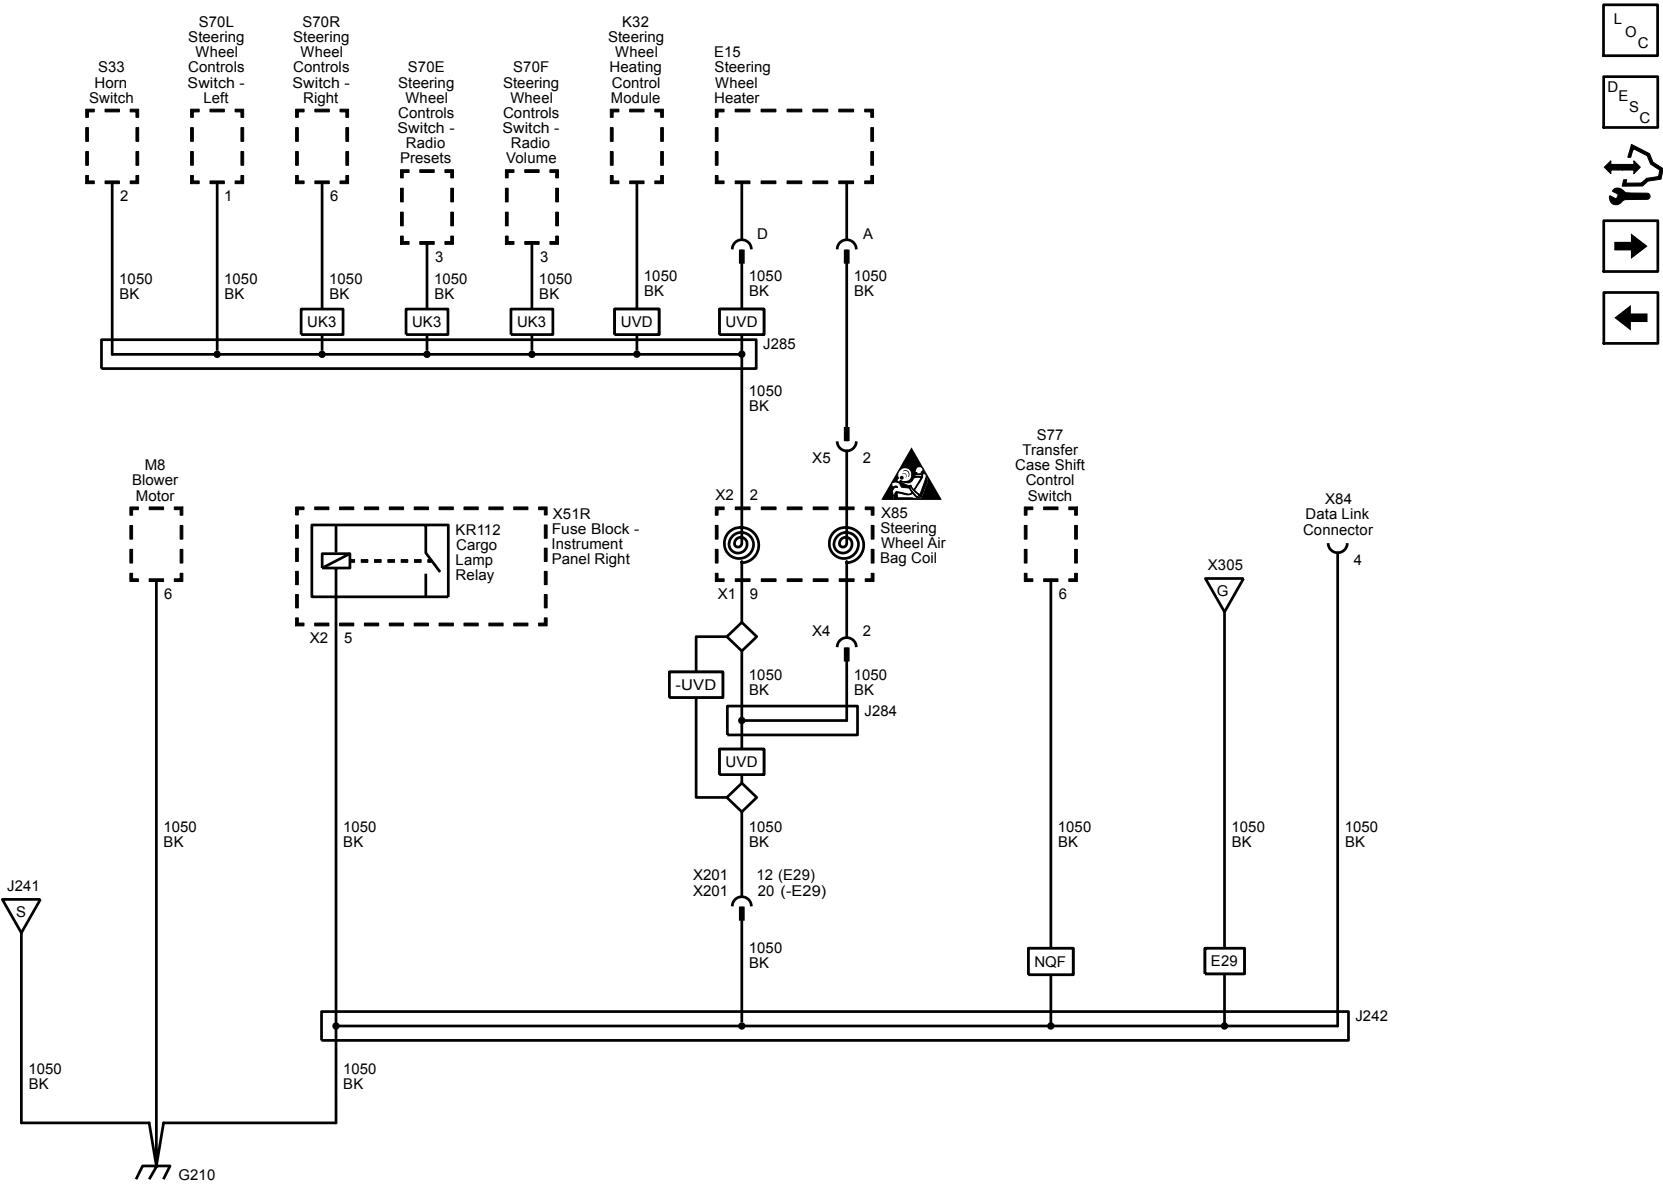 S70L
Steering
Wheel
Controls
Switch -
Left
S70R
Steering
Wheel
Controls
Switch -
Right
K32
Steering
Wheel
Heating
Control
Module
E15
Steering
Wheel
Heater
S33
Horn
Switch
S70E
Steering
Wheel
Controls
Switch -
Radio
Presets
S70F
Steering
Wheel
Controls
Switch -
Radio
Volume
L
O
C
D
E
S
C
2
1
6
3
3
D
A
1050
BK
1050
BK
1050
BK
1050
BK
1050
BK
1050
BK
1050
BK
1050
BK
UK3
UK3
UK3
UVD
UVD
J285
1050
BK
X5
2
M8
Blower
Motor
6
X51R
Fuse Block -
Instrument
Panel Right
KR112
Cargo
Lamp
Relay
X2
5
X2
2
X85
Steering
Wheel Air
Bag Coil
X1
9
X4
2
S77
Transfer
Case Shift
Control
Switch
6
X84
Data Link
Connector
4
X305
G
-UVD
1050
BK
1050
BK
J284
UVD
1050
BK
1050
BK
1050
BK
1050
BK
1050
BK
1050
BK
X201
12 (E29)
X201
20 (-E29)
J241
S
1050
BK
NQF
E29
J242
1050
BK
1050
BK
G210